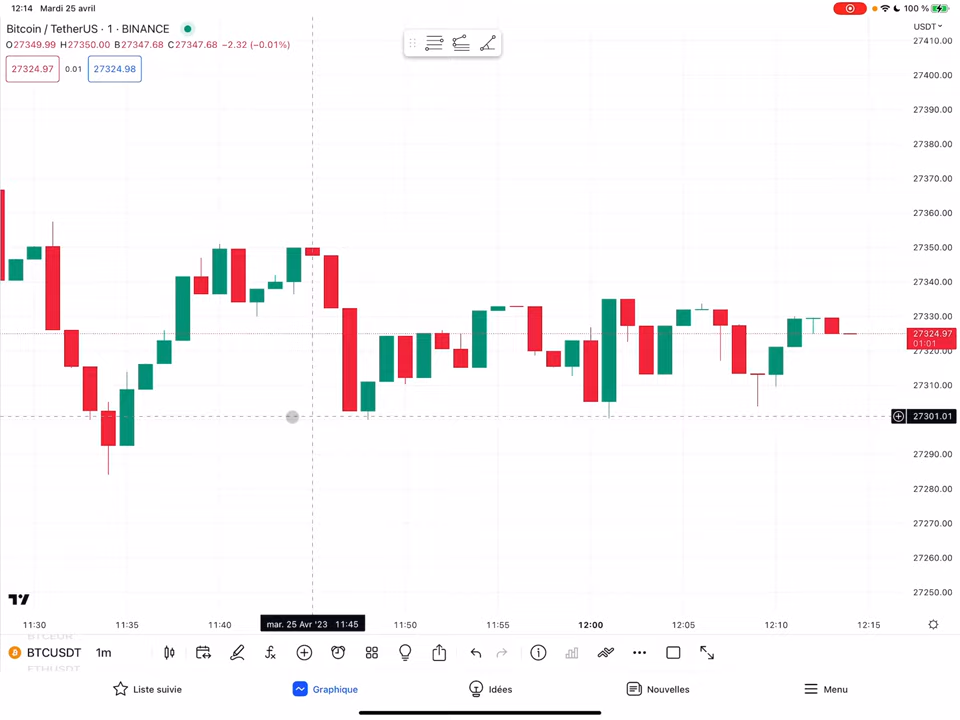 12:14 Mardi 25 avril
100 %
Bitcoin / TetherUS · 1 · BINANCE
USDT
O27349.99 H27350.00 B27347.68 C27347.68 −2.32 (−0.01%)
27324.97 0.01 27324.98
27410.00
27400.00
27390.00
27380.00
27370.00
27360.00
27350.00
27340.00
27330.00
27324.97
01:01
27320.00
27310.00
27301.01
27290.00
27280.00
27270.00
27260.00
27250.00
11:30 11:35 11:40 mar. 25 Avr '23 11:45 11:50 11:55 12:00 12:05 12:10 12:15
BTCEUR
BTCUSDT 1m
ETHUSDT
Liste suivie Graphique Idées Nouvelles Menu